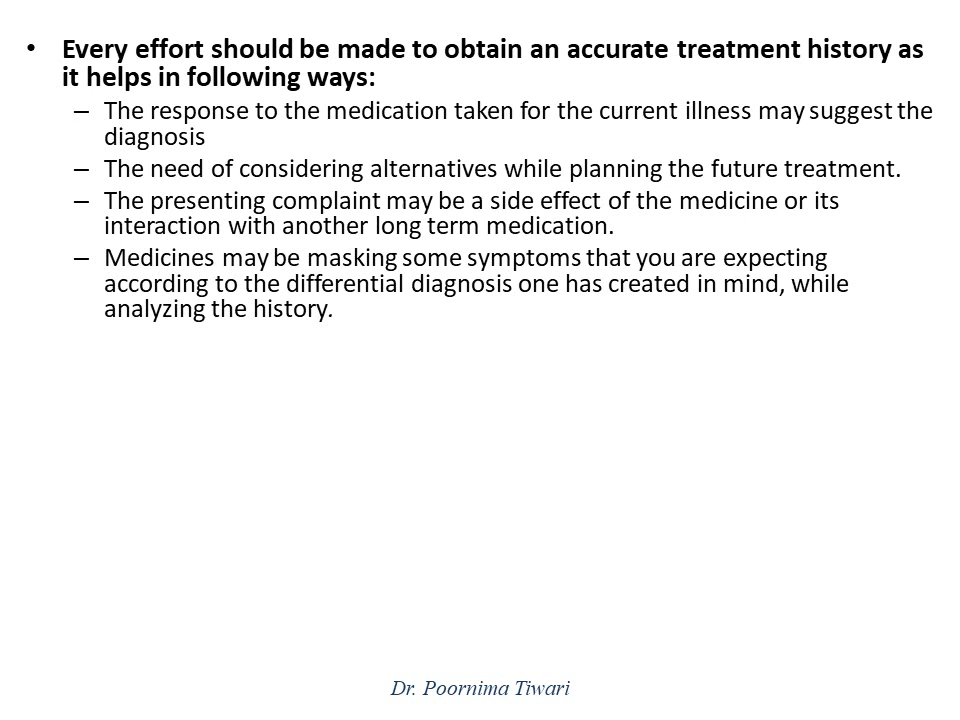 • Every effort should be made to obtain an accurate treatment history as
it helps in following ways:
– The response to the medication taken for the current illness may suggest the
diagnosis
– The need of considering alternatives while planning the future treatment.
– The presenting complaint may be a side effect of the medicine or its
interaction with another long term medication.
– Medicines may be masking some symptoms that you are expecting
according to the differential diagnosis one has created in mind, while
analyzing the history.
Dr. Poornima Tiwari